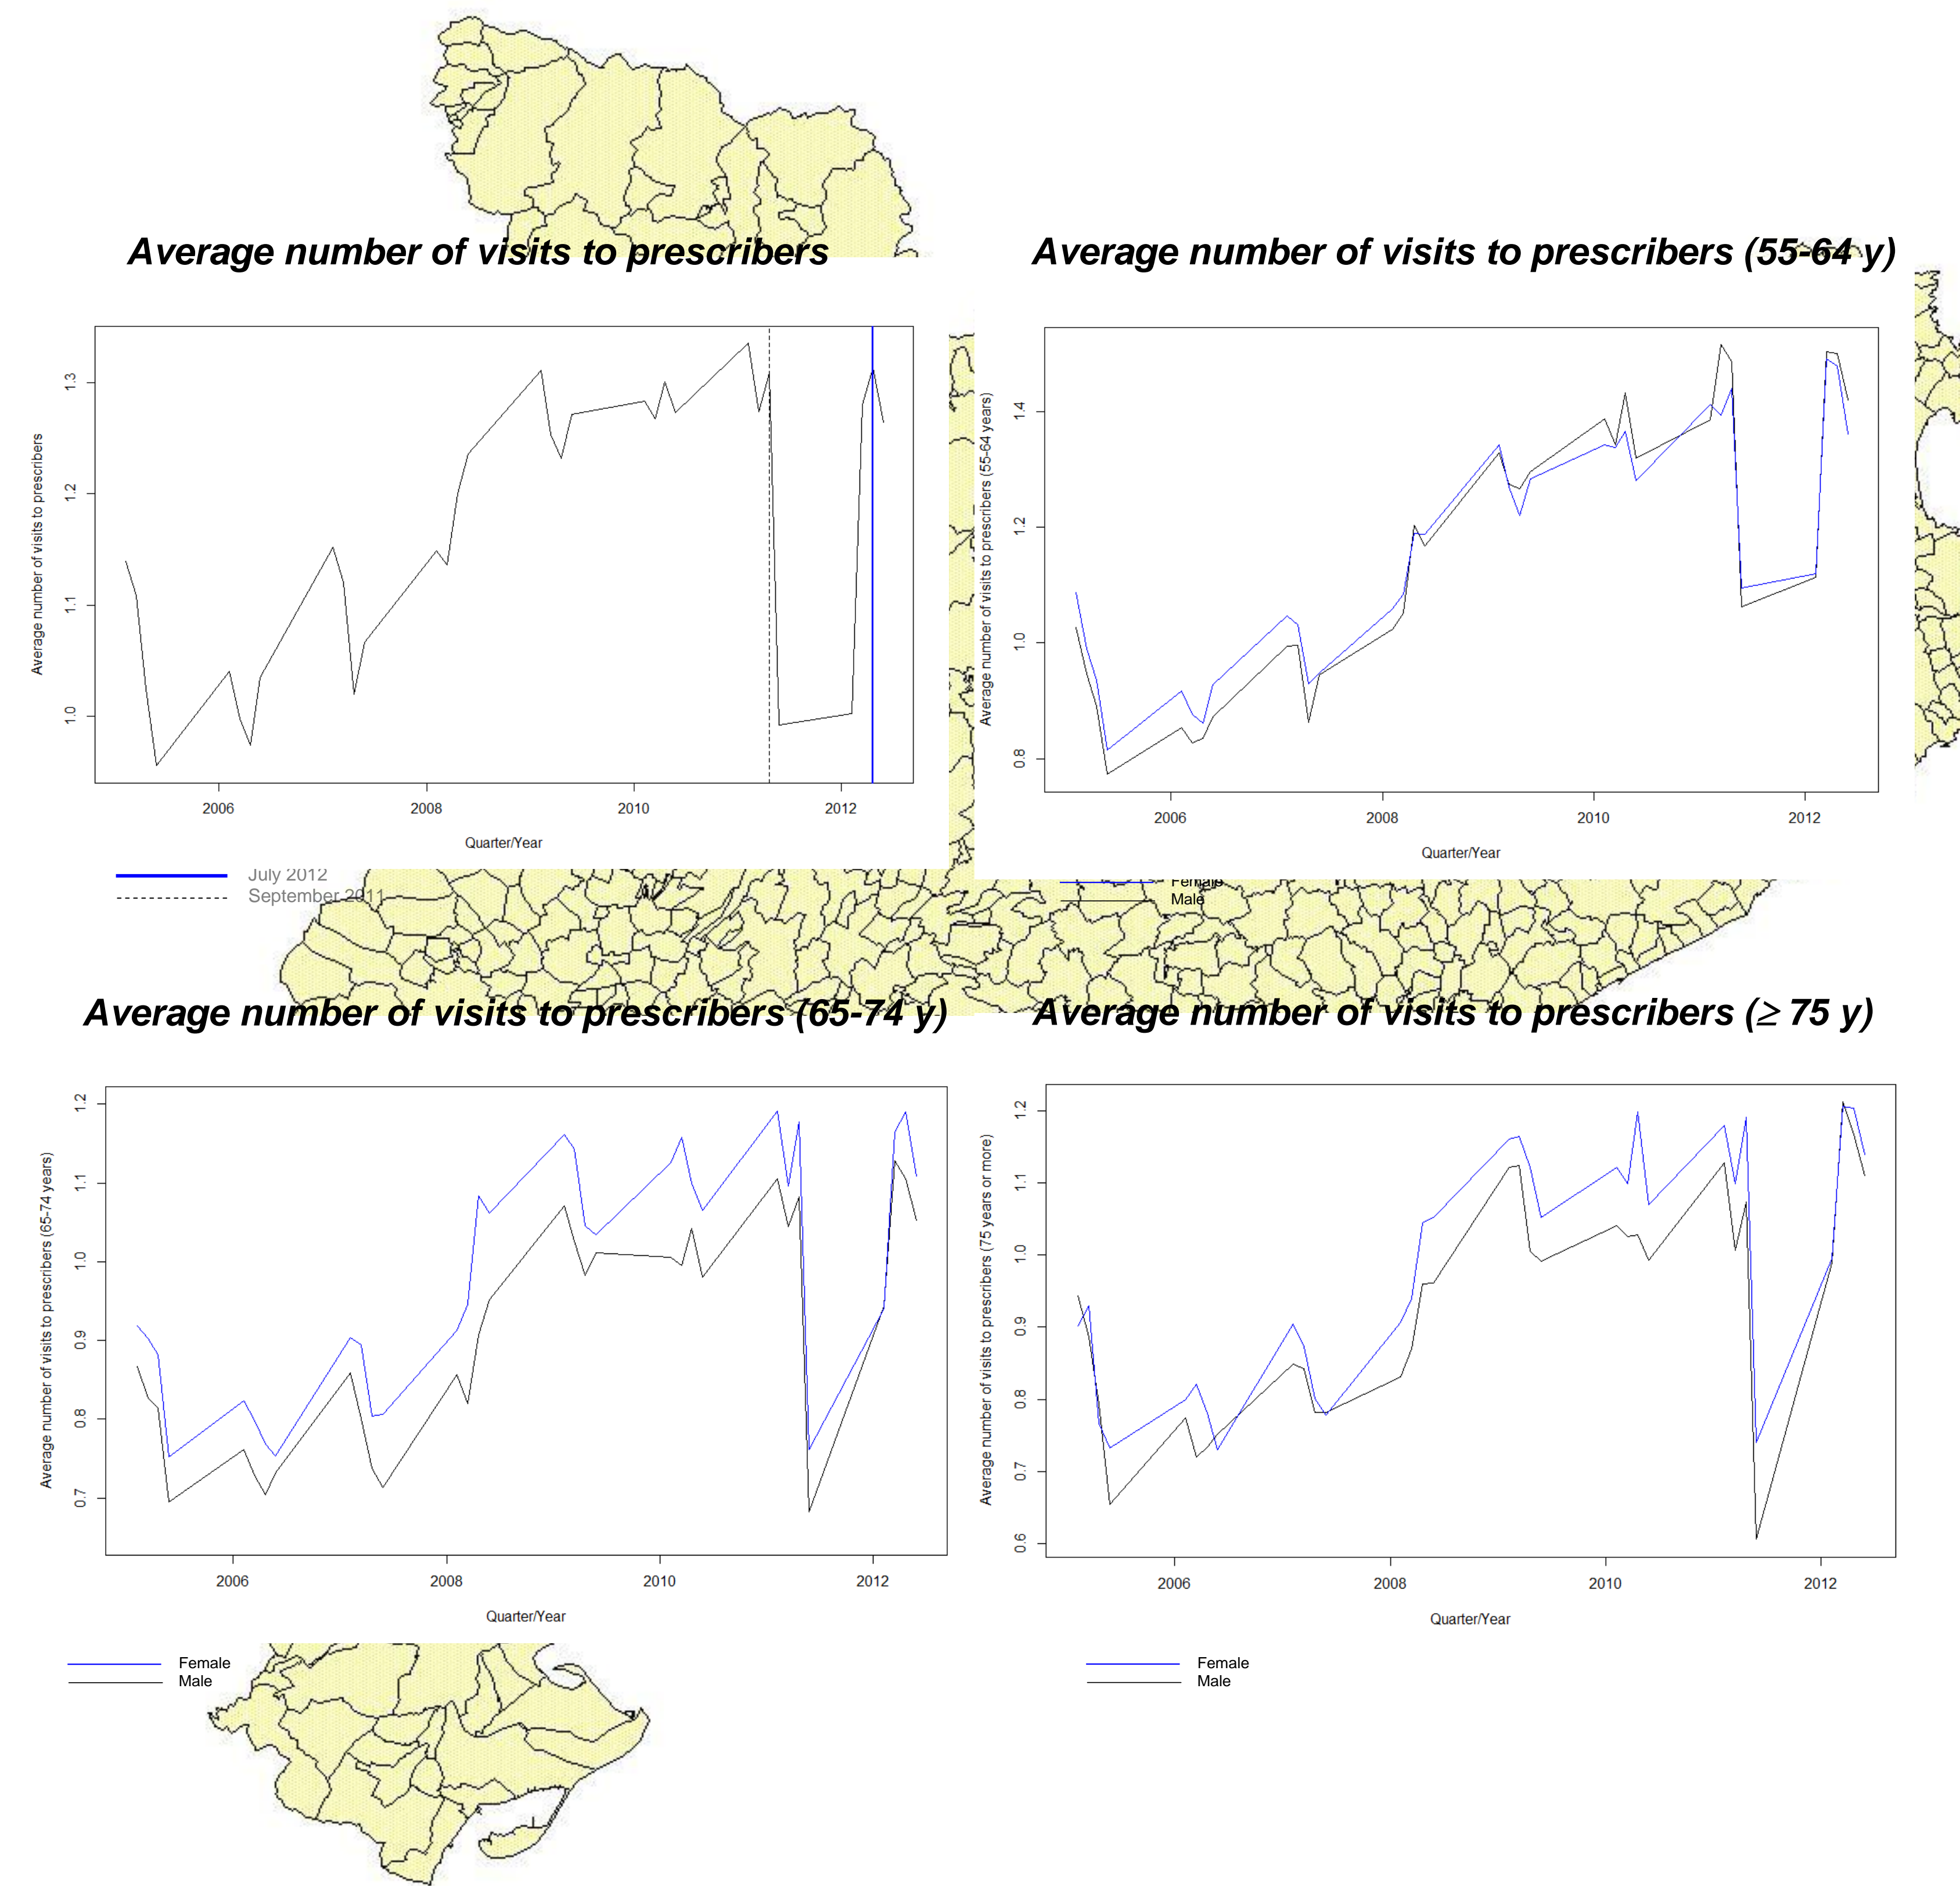 Average number of visits to prescribers
Average number of visits to prescribers
1.3
1.2
1.1
1.0
2006 2008 2010 2012
Quarter/Year
July 2012
September 2011
Average number of visits to prescribers (55-64 y)
Average number of visits to prescribers (55-64 years)
1.4
1.2
1.0
0.8
2006 2008 2010 2012
Quarter/Year
Female
Male
Average number of visits to prescribers (65-74 y)
Average number of visits to prescribers (65-74 years)
1.2
1.1
1.0
0.9
0.8
0.7
2006 2008 2010 2012
Quarter/Year
Female
Male
Average number of visits to prescribers (≥ 75 y)
Average number of visits to prescribers (75 years or more)
1.2
1.1
1.0
0.9
0.8
0.7
0.6
2006 2008 2010 2012
Quarter/Year
Female
Male